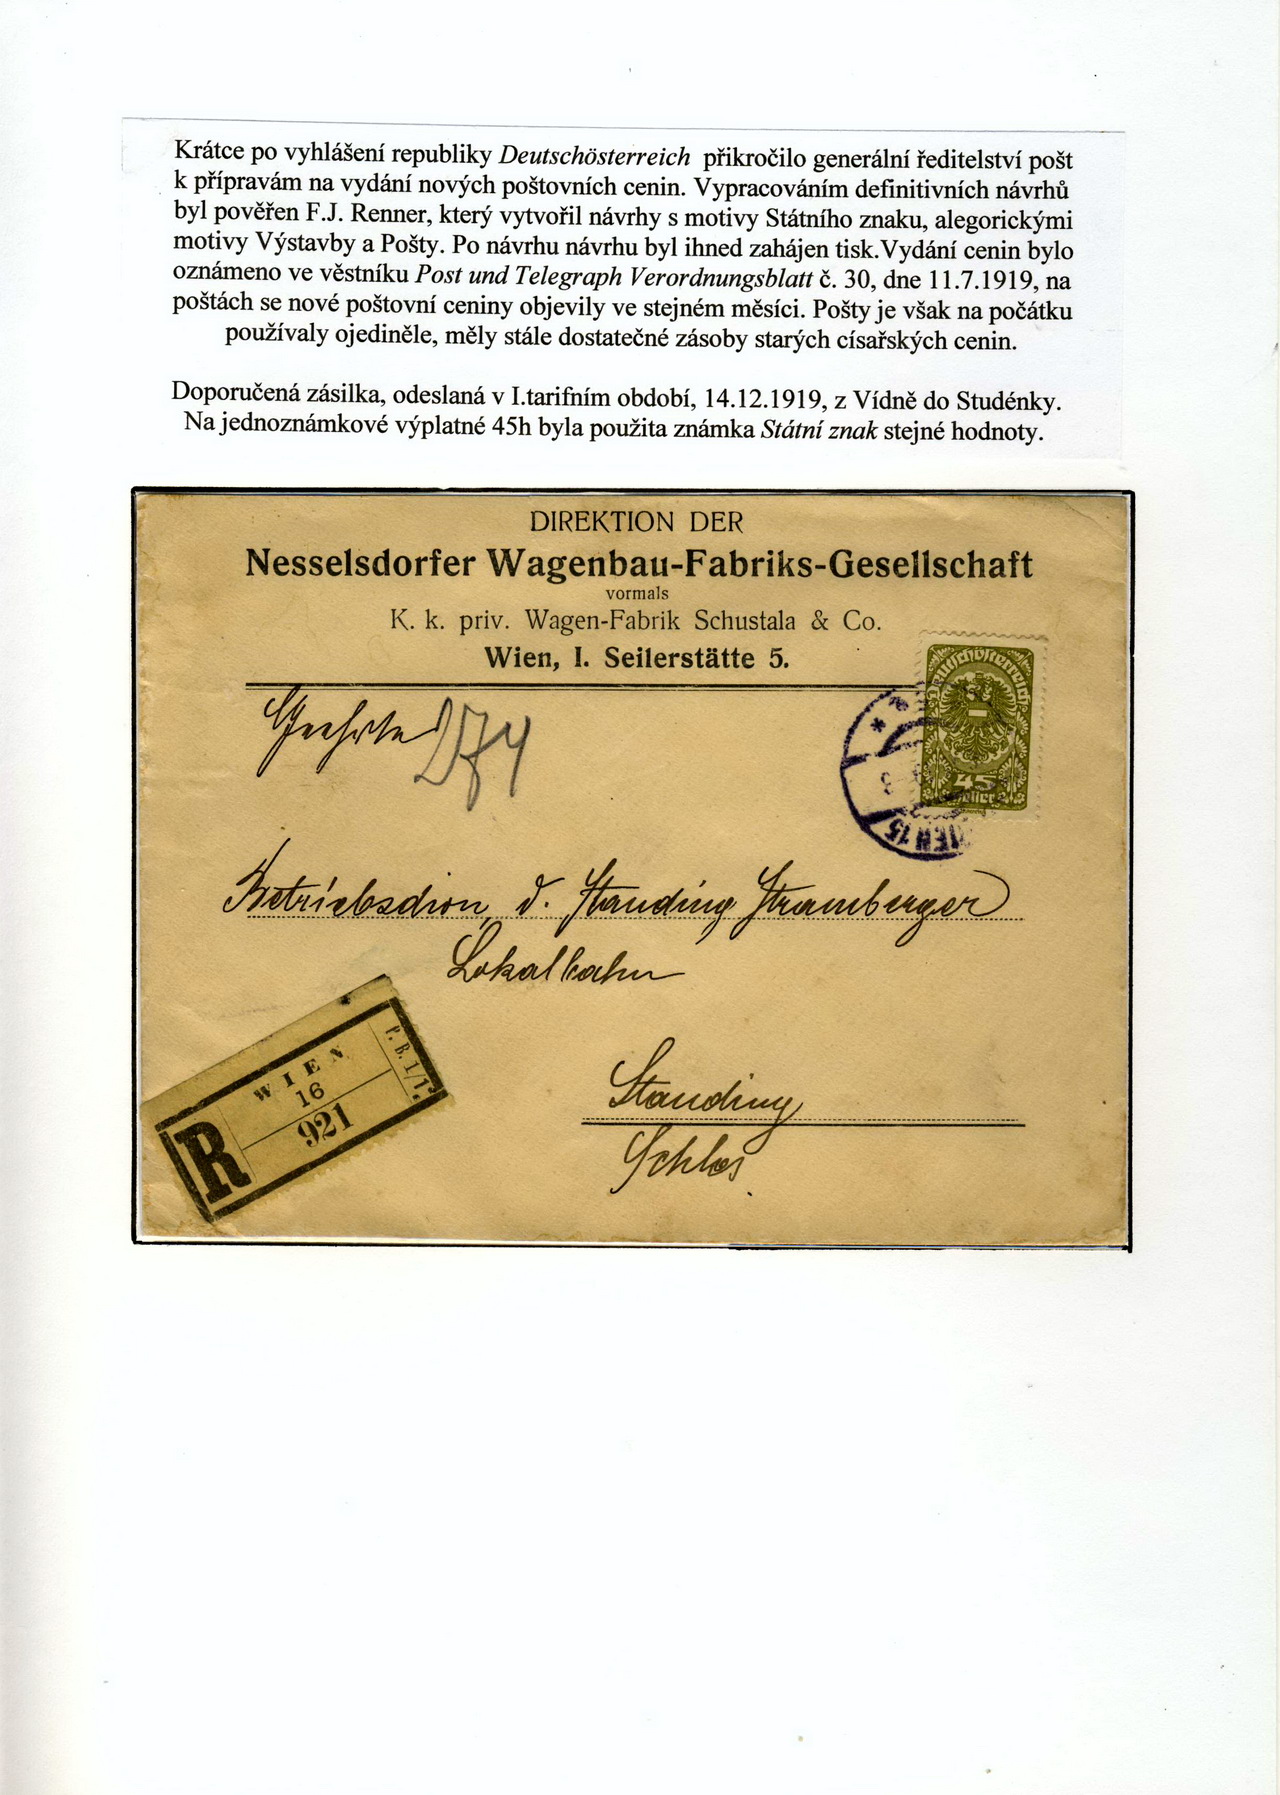 Krátce po vyhlášení republiky Deutschösterreich přikročilo generální ředitelství pošt
k přípravám na vydání nových poštovních cenin. Vypracováním definitivních návrhů
byl pověřen F.J. Renner, který vytvořil návrhy s motivy Státního znaku, alegorickými
motivy Výstavby a Pošty. Po návrhu návrhu byl ihned zahájen tisk.Vydání cenin bylo
oznámeno ve věstníku Post und Telegraph Verordnungsblatt č. 30, dne 11.7.1919, na
poštách se nové poštovní ceniny objevily ve stejném měsíci. Pošty je však na počátku
používaly ojediněle, měly stále dostatečné zásoby starých císařských cenin.
Doporučená zásilka, odeslaná v I.tarifním období, 14.12.1919, z Vídně do Studénky.
Na jednoznámkové výplatné 45h byla použita známka Státní znak stejné hodnoty.
DIREKTION DER
Nesselsdorfer Wagenbau-Fabriks-Gesellschaft
vormals
K. k. priv. Wagen-Fabrik Schustala & Co.
Wien, I. Seilerstätte 5.
Deutschösterreich
45
Heller
274
WIEN 15
Betriebsdion d. Stauding Stramberger
Lokalbahn
Stauding
Schlos
WIEN
16
921
R
P. B. 1/1.